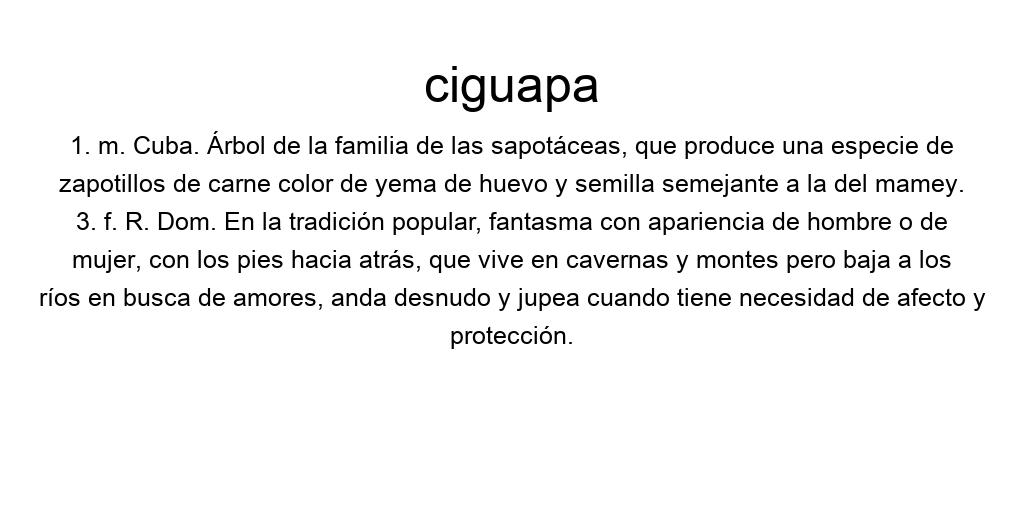 ciguapa
1. m. Cuba. Árbol de la familia de las sapotáceas, que produce una especie de
zapotillos de carne color de yema de huevo y semilla semejante a la del mamey.
3. f. R. Dom. En la tradición popular, fantasma con apariencia de hombre o de
mujer, con los pies hacia atrás, que vive en cavernas y montes pero baja a los
ríos en busca de amores, anda desnudo y jupea cuando tiene necesidad de afecto y
protección.